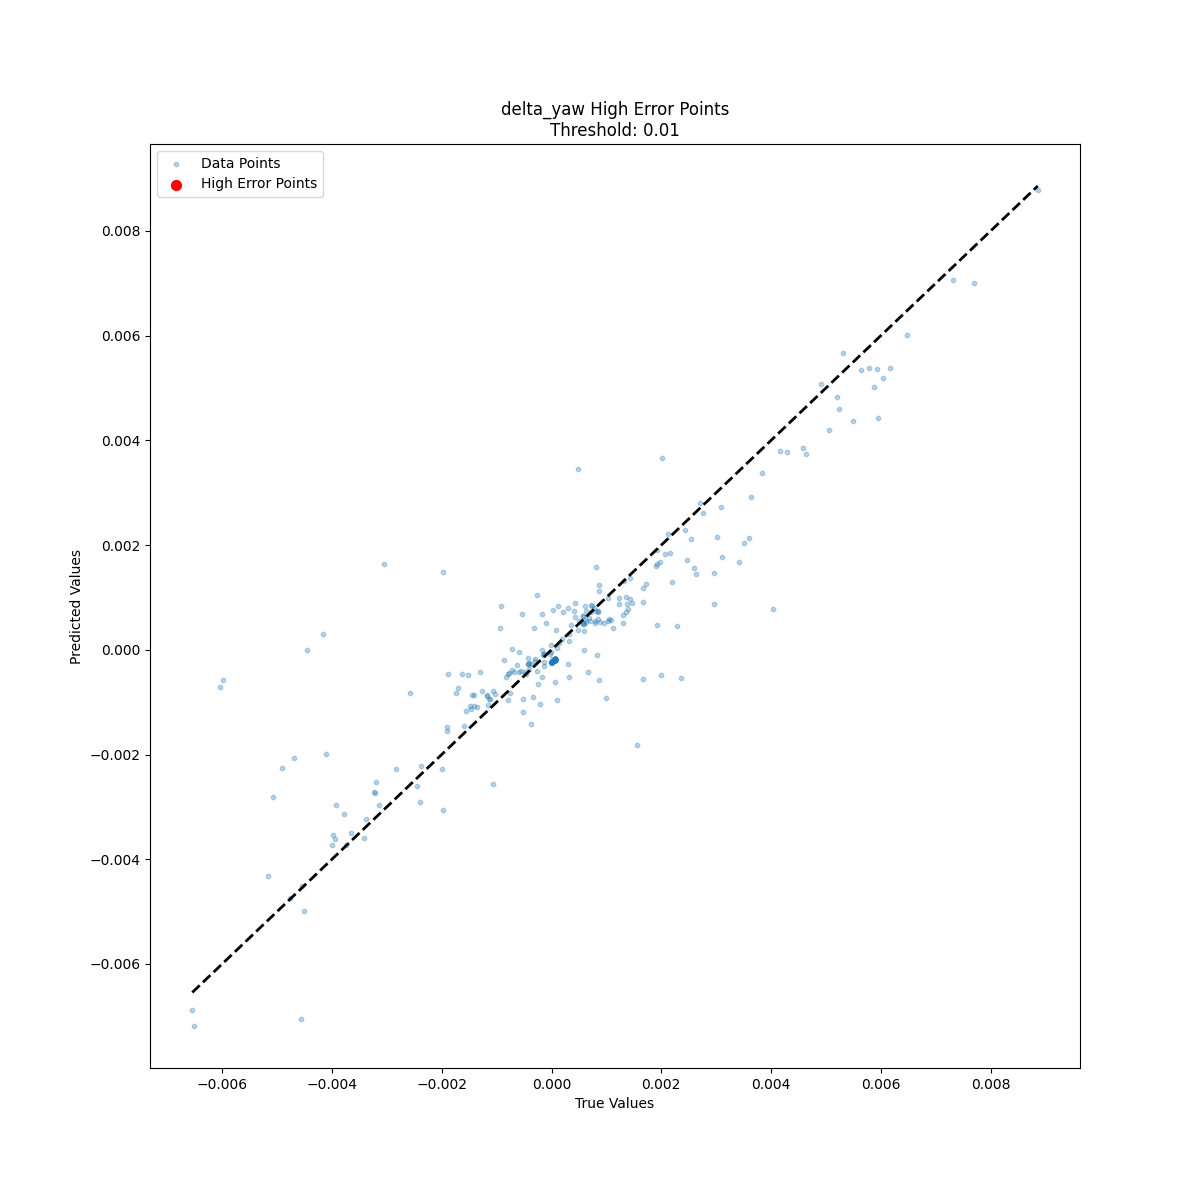 delta_yaw High Error Points
Threshold: 0.01
Data Points
High Error Points
0.008
0.006
0.004
0.002
0.000
−0.002
−0.004
−0.006
Predicted Values
−0.006
−0.004
−0.002
0.000
0.002
0.004
0.006
0.008
True Values